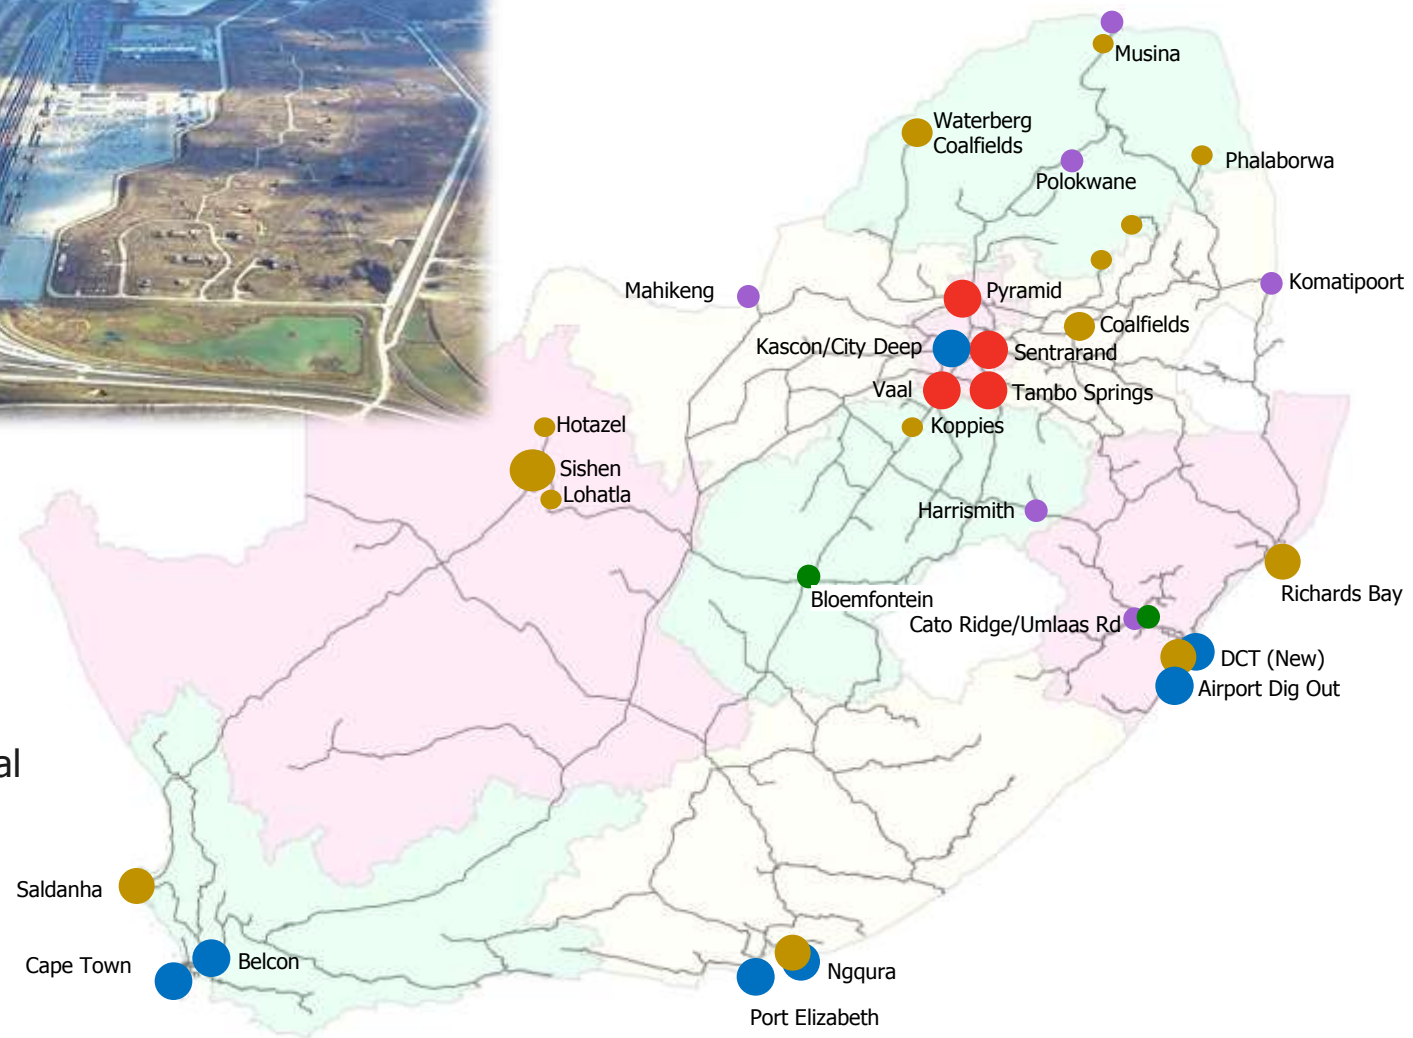 Musina
Waterberg
Coalfields
Phalaborwa
Polokwane
Mahikeng
Pyramid
Komatipoort
Coalfields
Kascon/City Deep
Sentrarand
Vaal
Tambo Springs
Koppies
Hotazel
Sishen
Lohatla
Harrismith
Richards Bay
Bloemfontein
Cato Ridge/Umlaas Rd
DCT (New)
Airport Dig Out
al
Saldanha
Cape Town
Belcon
Ngqura
Port Elizabeth